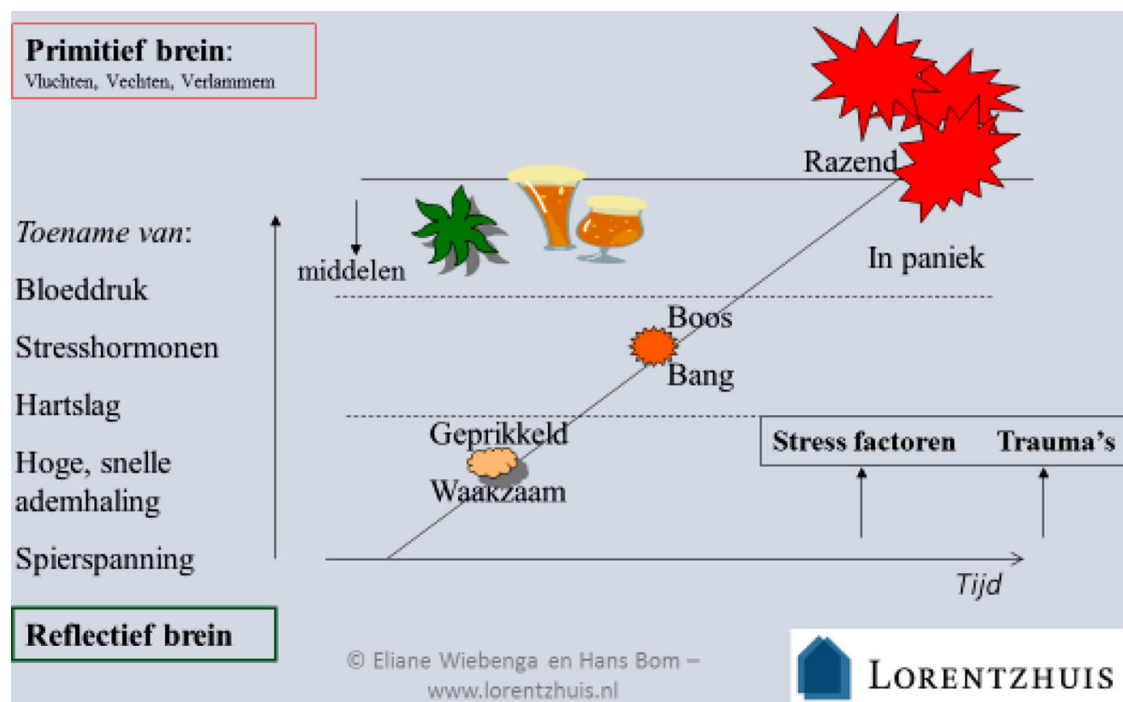 Primitief brein:
Vluchten, Vechten, Verlammem
Razend
Toename van:
middelen
In paniek
Bloeddruk
Boos
Stresshormonen
Bang
Hartslag
Geprikkeld
Stress factoren Trauma’s
Hoge, snelle
ademhaling
Waakzaam
Spierspanning
Tijd
Reflectief brein
© Eliane Wiebenga en Hans Bom –
www.lorentzhuis.nl
LORENTZHUIS